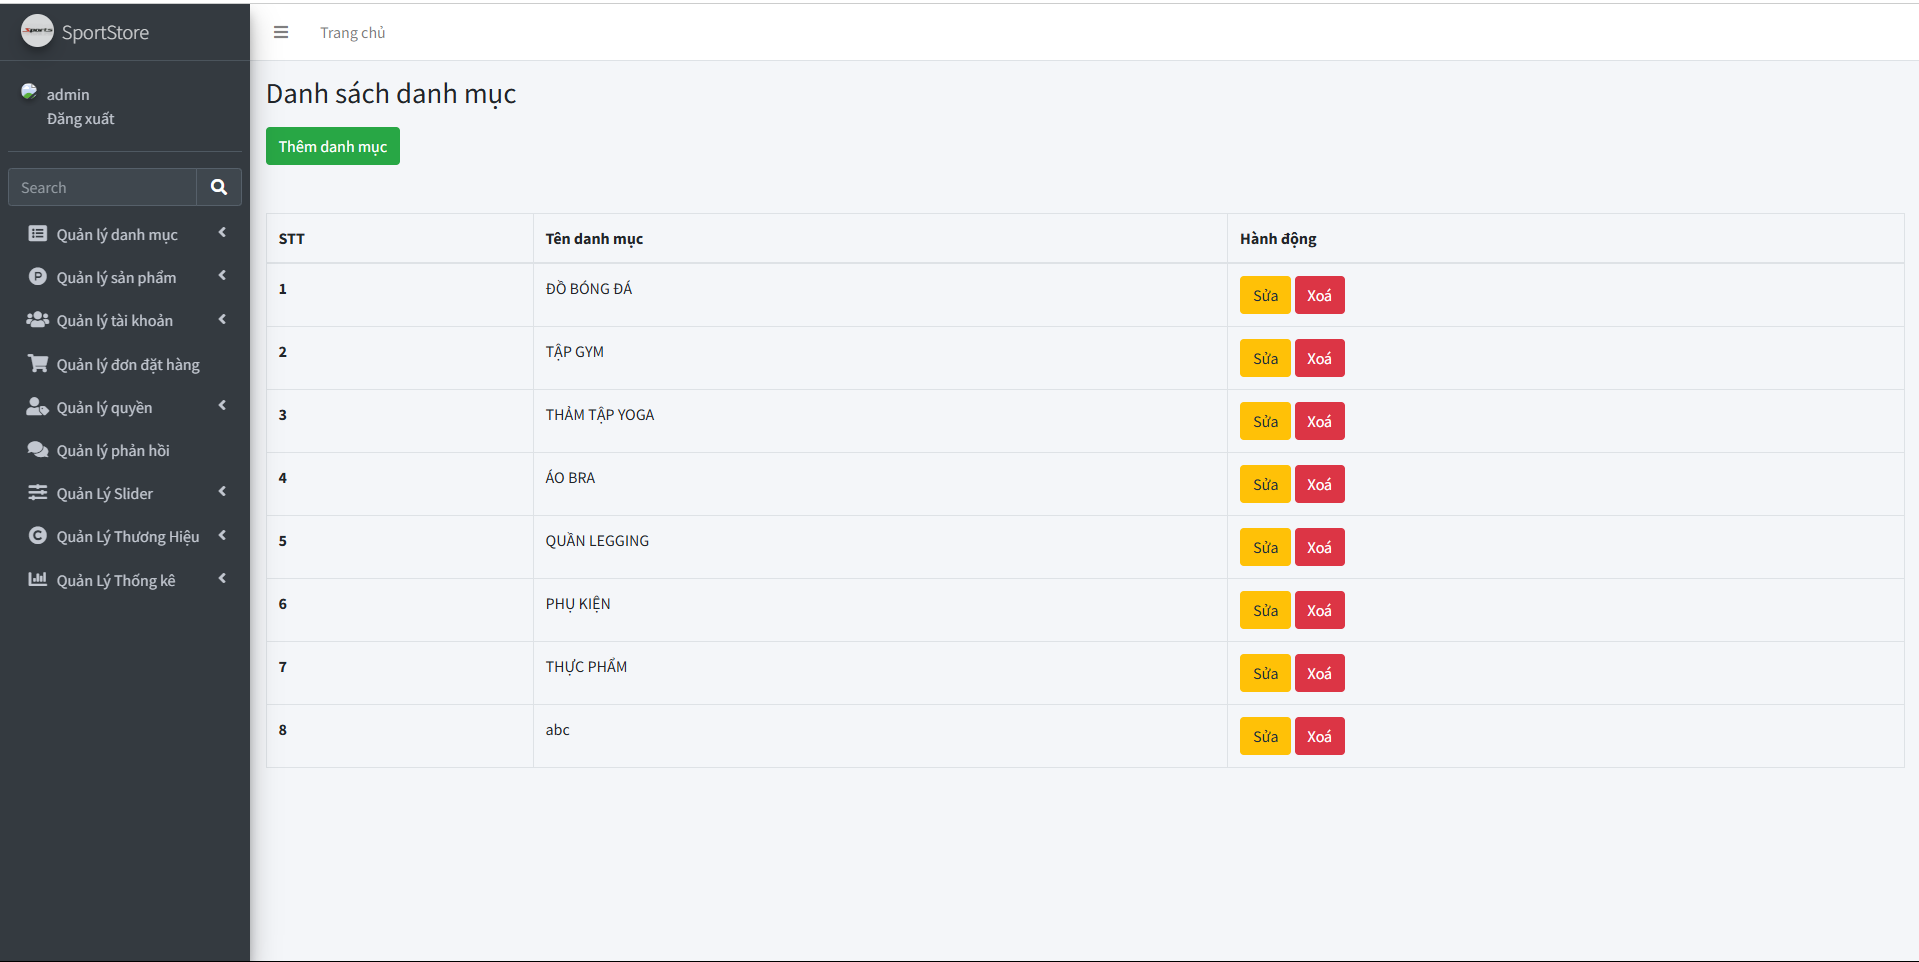 Sports
SportStore
Trang chủ
admin
Đăng xuất
Search
Quản lý danh mục
Quản lý sản phẩm
Quản lý tài khoản
Quản lý đơn đặt hàng
Quản lý quyền
Quản lý phản hồi
Quản Lý Slider
Quản Lý Thương Hiệu
Quản Lý Thống kê
Danh sách danh mục
Thêm danh mục
STT Tên danh mục Hành động
1 ĐỒ BÓNG ĐÁ Sửa Xoá
2 TẬP GYM Sửa Xoá
3 THẢM TẬP YOGA Sửa Xoá
4 ÁO BRA Sửa Xoá
5 QUẦN LEGGING Sửa Xoá
6 PHỤ KIỆN Sửa Xoá
7 THỰC PHẨM Sửa Xoá
8 abc Sửa Xoá